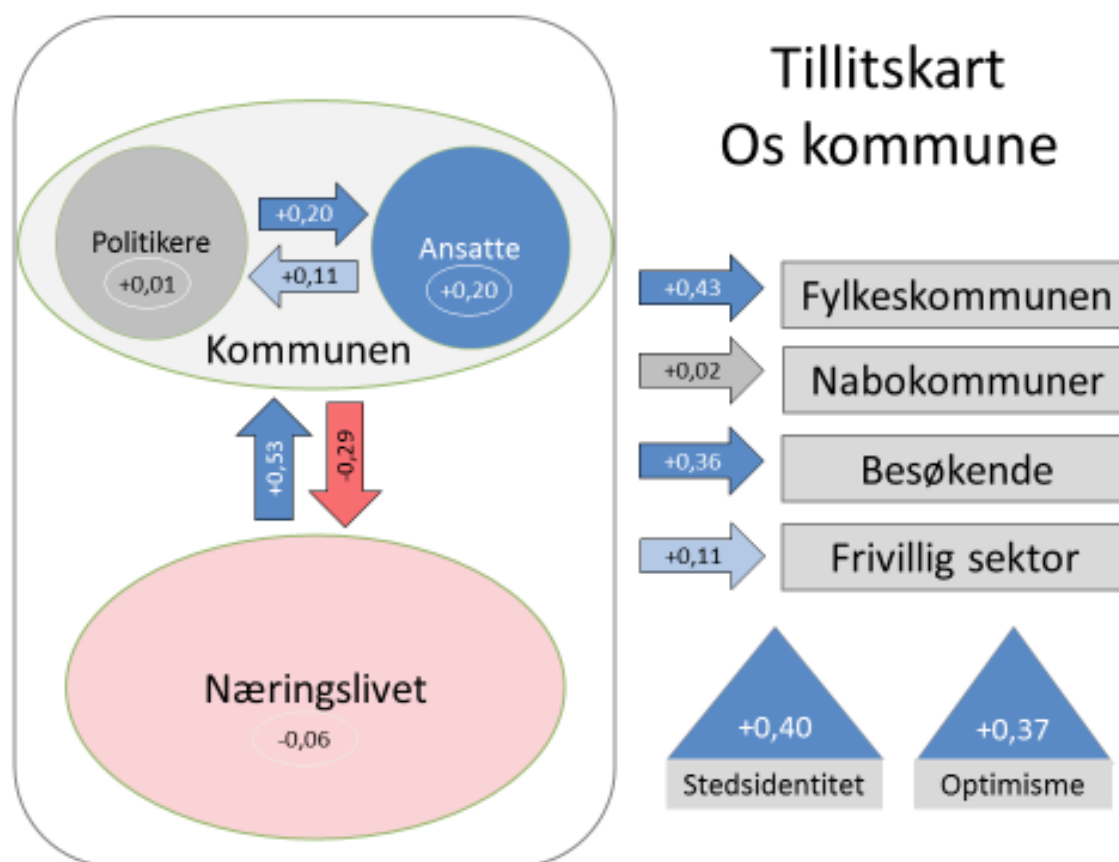 Tillitskart
Os kommune
Politikere
+0,01
+0,20
+0,11
Ansatte
+0,20
Kommunen
+0,53
-0,29
Næringslivet
-0,06
+0,43
Fylkeskommunen
+0,02
Nabokommuner
+0,36
Besøkende
+0,11
Frivillig sektor
+0,40
Stedsidentitet
+0,37
Optimisme